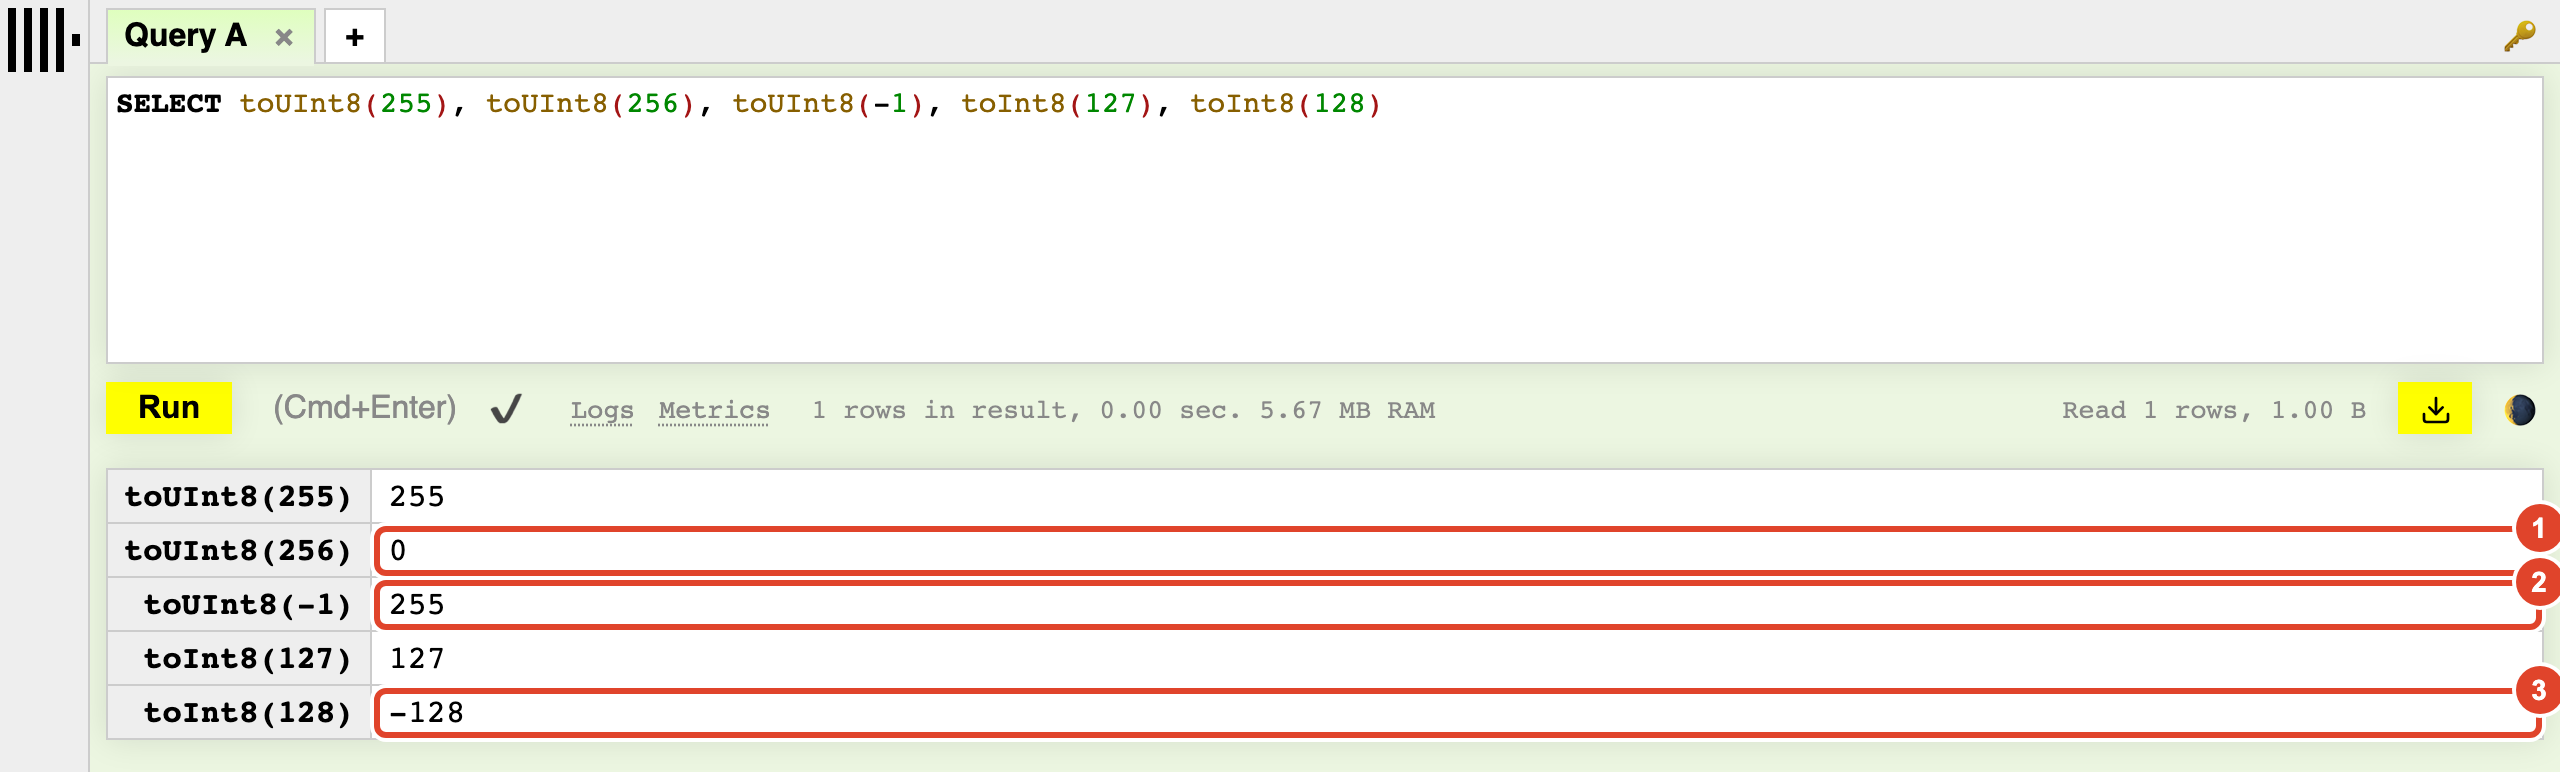 Query A × +
SELECT toUInt8(255), toUInt8(256), toUInt8(-1), toInt8(127), toInt8(128)
Run (Cmd+Enter) ✔ Logs Metrics 1 rows in result, 0.00 sec. 5.67 MB RAM Read 1 rows, 1.00 B
toUInt8(255) 255
toUInt8(256) 0 1
toUInt8(-1) 255 2
toInt8(127) 127
toInt8(128) -128 3